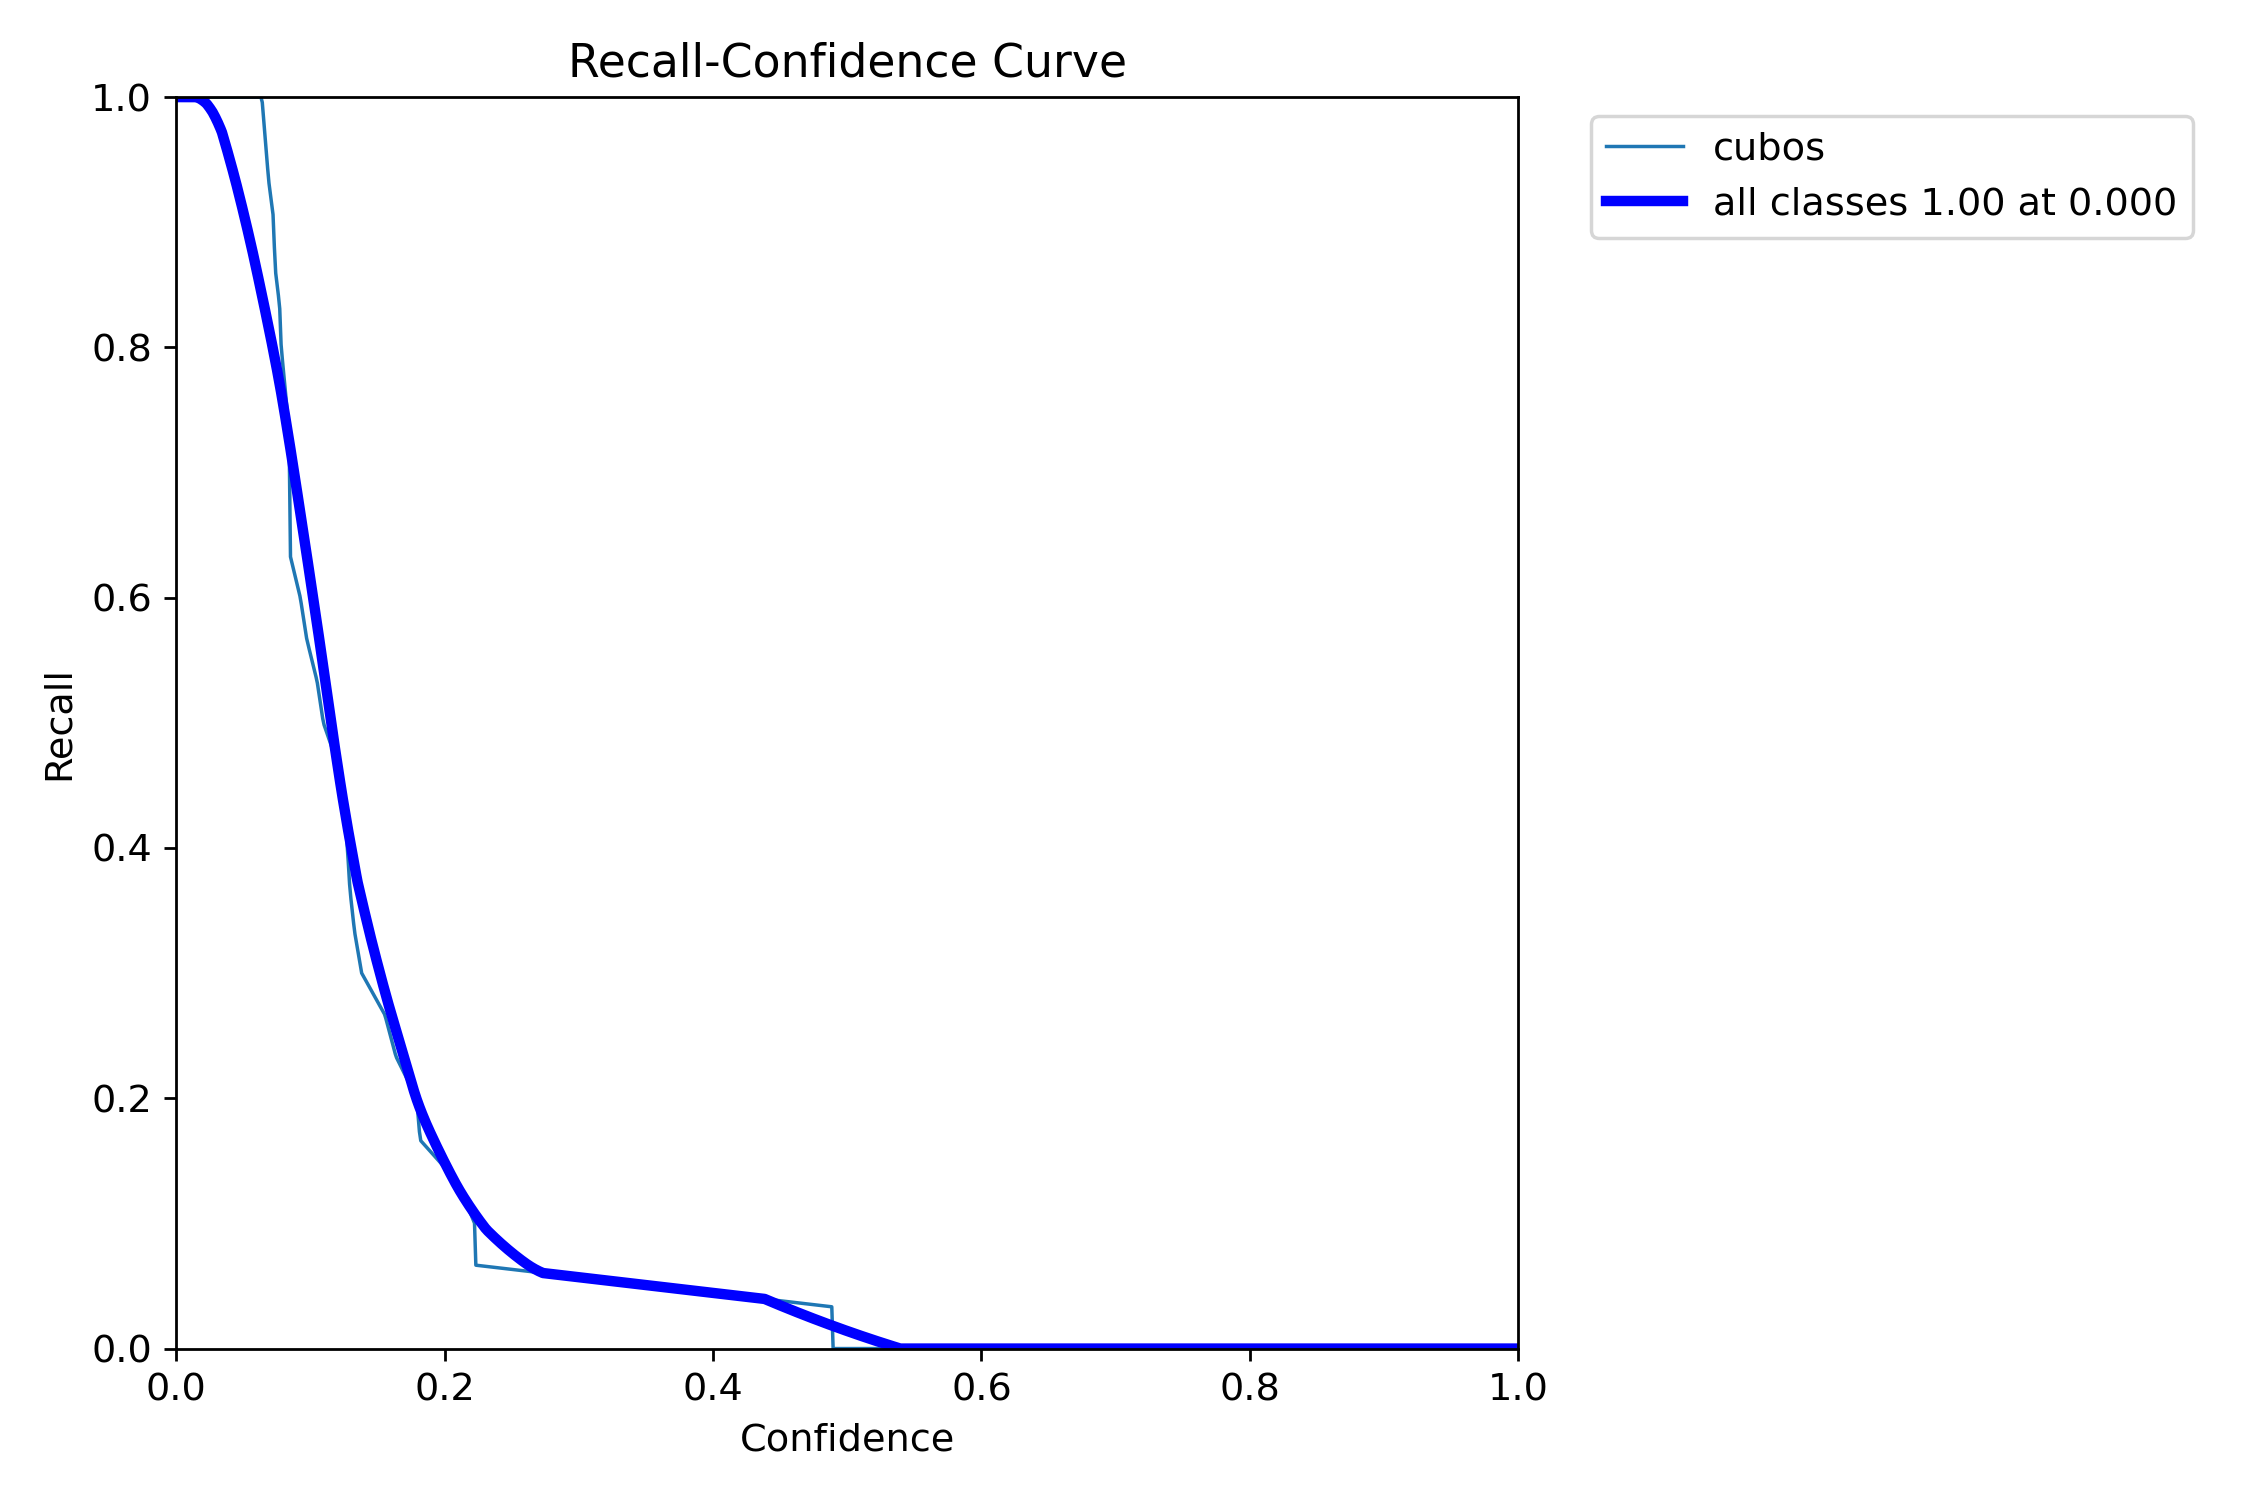 Recall-Confidence Curve
cubos
all classes 1.00 at 0.000
1.0
0.8
0.6
0.4
0.2
0.0
Recall
0.0 0.2 0.4 0.6 0.8 1.0
Confidence